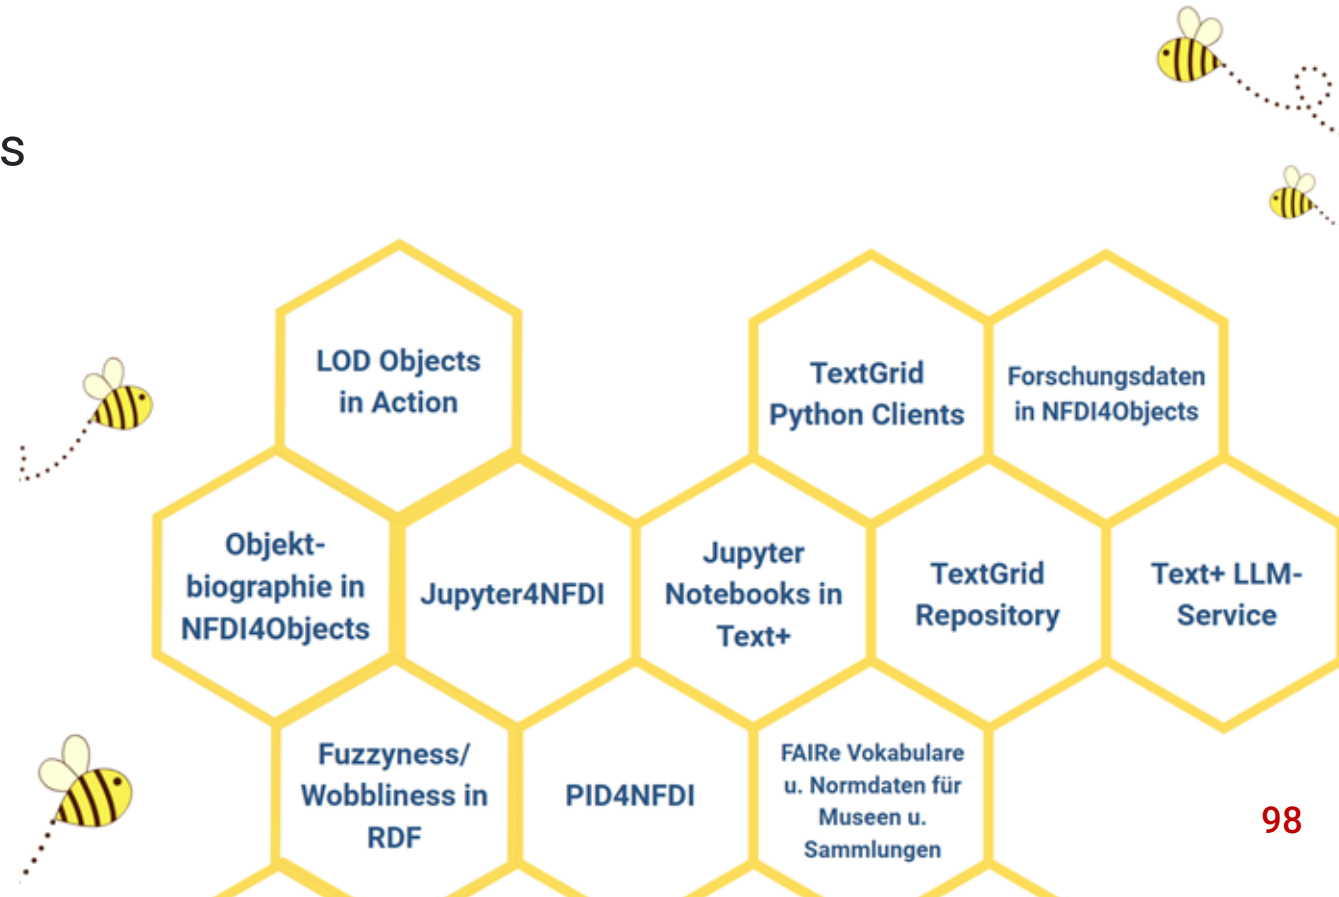 s
LOD Objects
in Action
TextGrid
Python Clients
Forschungsdaten
in NFDI4Objects
Objekt-
biographie in
NFDI4Objects
Jupyter4NFDI
Jupyter
Notebooks in
Text+
TextGrid
Repository
Text+ LLM-
Service
Fuzzyness/
Wobbliness in
RDF
PID4NFDI
FAIRe Vokabulare
u. Normdaten für
Museen u.
Sammlungen
98